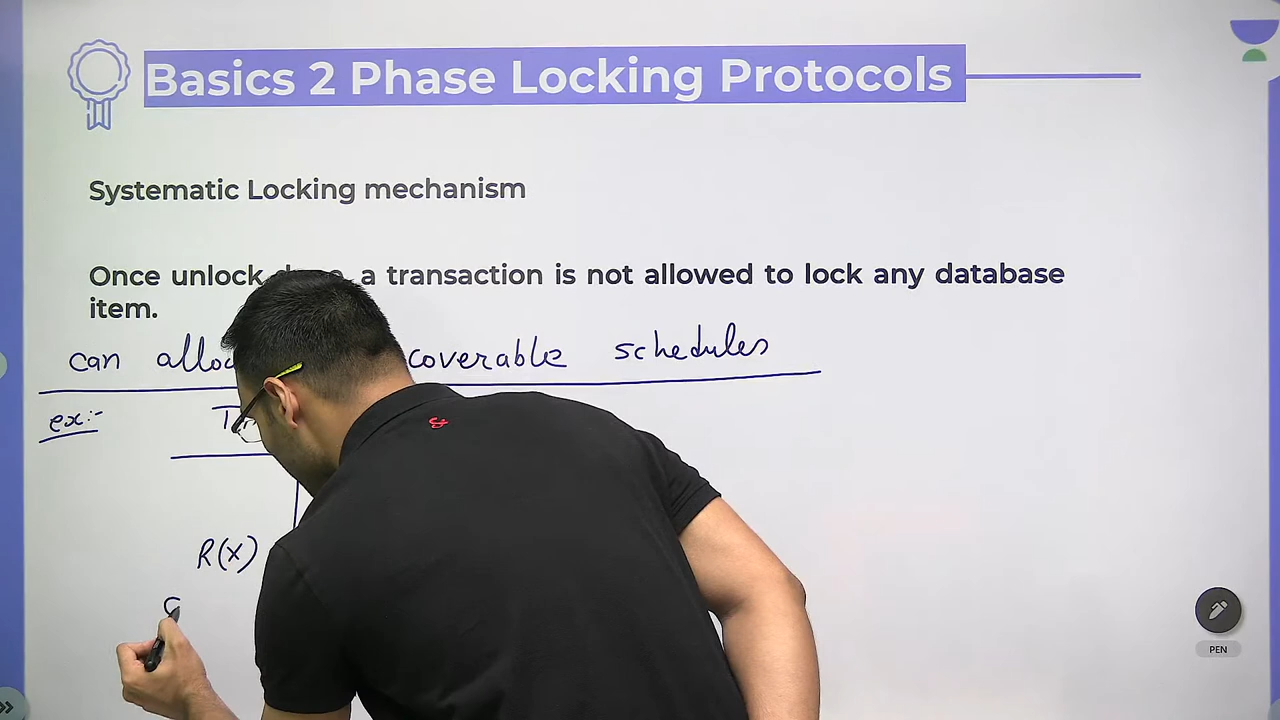 Basics 2 Phase Locking Protocols
Systematic Locking mechanism
Once unlock a transaction is not allowed to lock any database
item.
can schedules
ex:-
R(X)
PEN